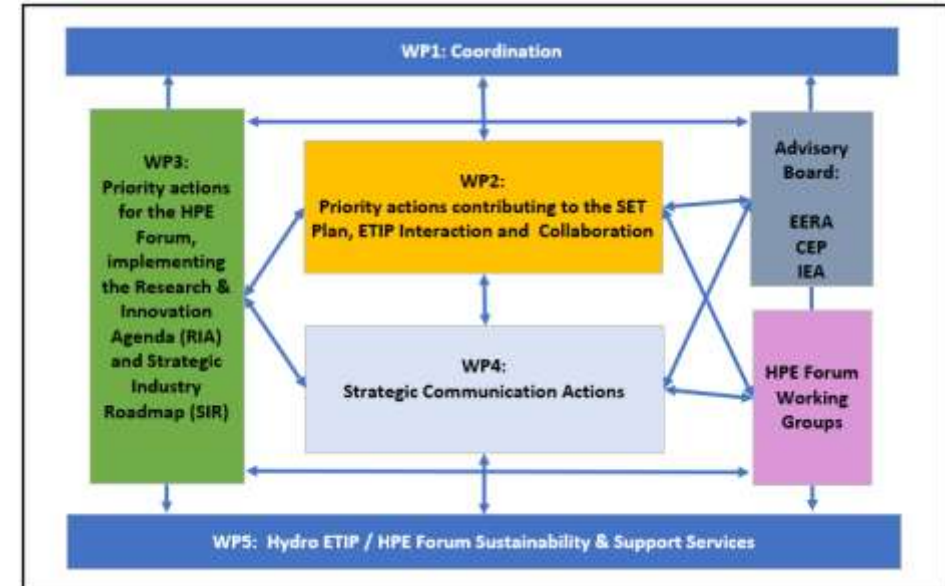 WP1: Coordination
WP3:
Priority actions
for the HPE
Forum,
implementing
the Research &
Innovation
Agenda (RIA)
and Strategic
Industry
Roadmap (SIR)
WP2:
Priority actions contributing to the SET
Plan, ETIP Interaction and Collaboration
WP4:
Strategic Communication Actions
Advisory
Board:
EERA
CEP
IEA
HPE Forum
Working
Groups
WP5: Hydro ETIP / HPE Forum Sustainability & Support Services